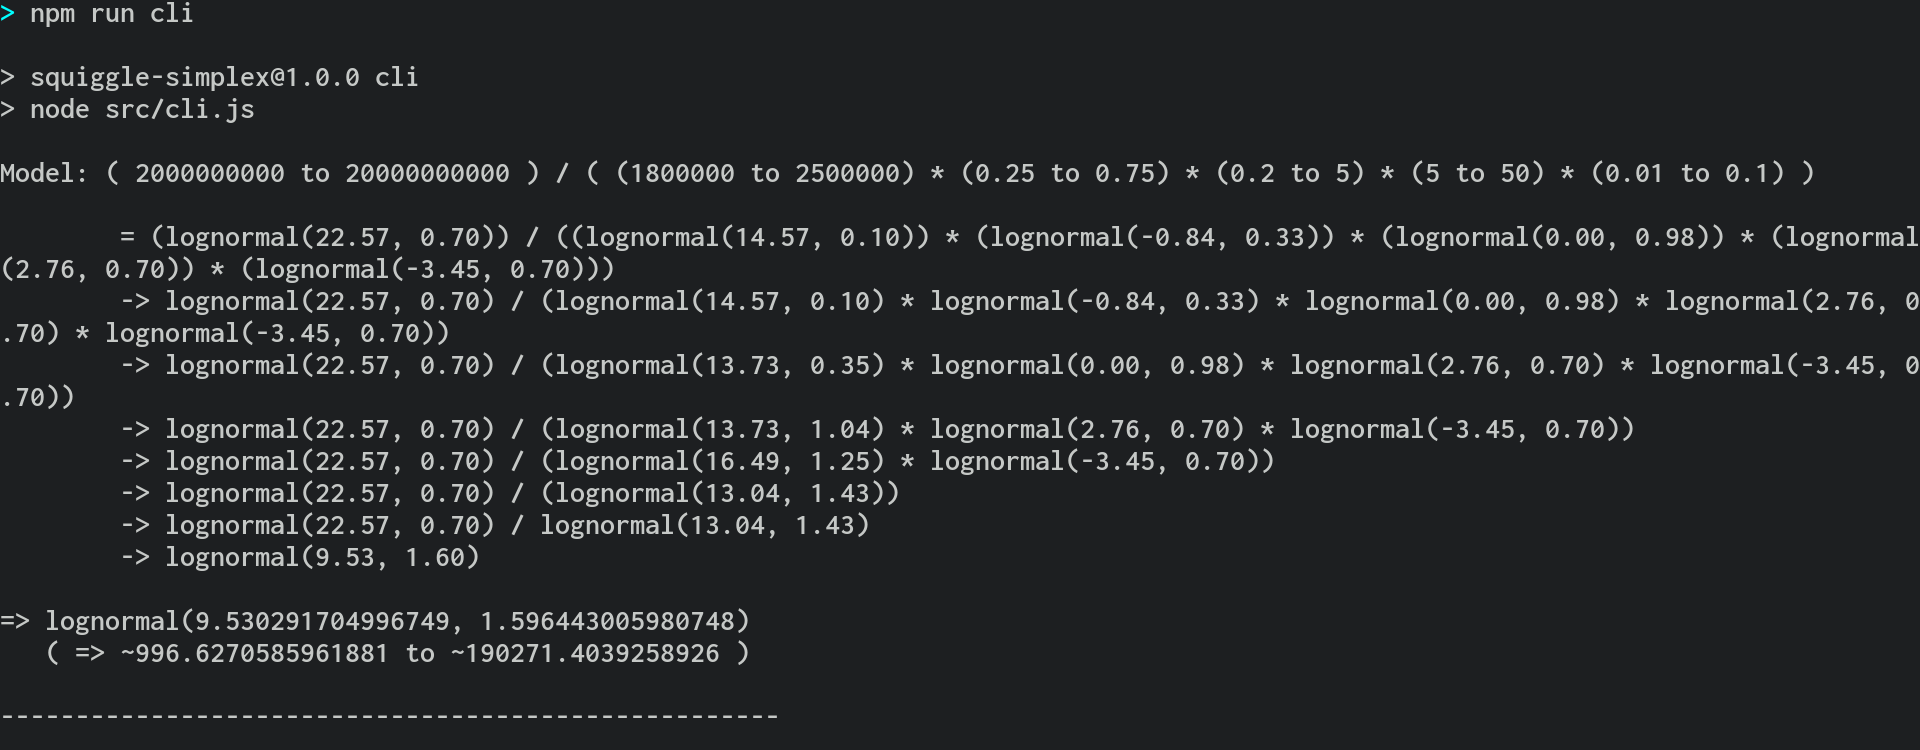 > npm run cli
> squiggle-simplex@1.0.0 cli
> node src/cli.js
Model: ( 2000000000 to 20000000000 ) / ( (1800000 to 2500000) * (0.25 to 0.75) * (0.2 to 5) * (5 to 50) * (0.01 to 0.1) )
= (lognormal(22.57, 0.70)) / ((lognormal(14.57, 0.10)) * (lognormal(-0.84, 0.33)) * (lognormal(0.00, 0.98)) * (lognormal
(2.76, 0.70)) * (lognormal(-3.45, 0.70)))
-> lognormal(22.57, 0.70) / (lognormal(14.57, 0.10) * lognormal(-0.84, 0.33) * lognormal(0.00, 0.98) * lognormal(2.76, 0
.70) * lognormal(-3.45, 0.70))
-> lognormal(22.57, 0.70) / (lognormal(13.73, 0.35) * lognormal(0.00, 0.98) * lognormal(2.76, 0.70) * lognormal(-3.45, 0
.70))
-> lognormal(22.57, 0.70) / (lognormal(13.73, 1.04) * lognormal(2.76, 0.70) * lognormal(-3.45, 0.70))
-> lognormal(22.57, 0.70) / (lognormal(16.49, 1.25) * lognormal(-3.45, 0.70))
-> lognormal(22.57, 0.70) / (lognormal(13.04, 1.43))
-> lognormal(22.57, 0.70) / lognormal(13.04, 1.43)
-> lognormal(9.53, 1.60)
=> lognormal(9.530291704996749, 1.596443005980748)
( => ~996.6270585961881 to ~190271.4039258926 )
----------------------------------------------------